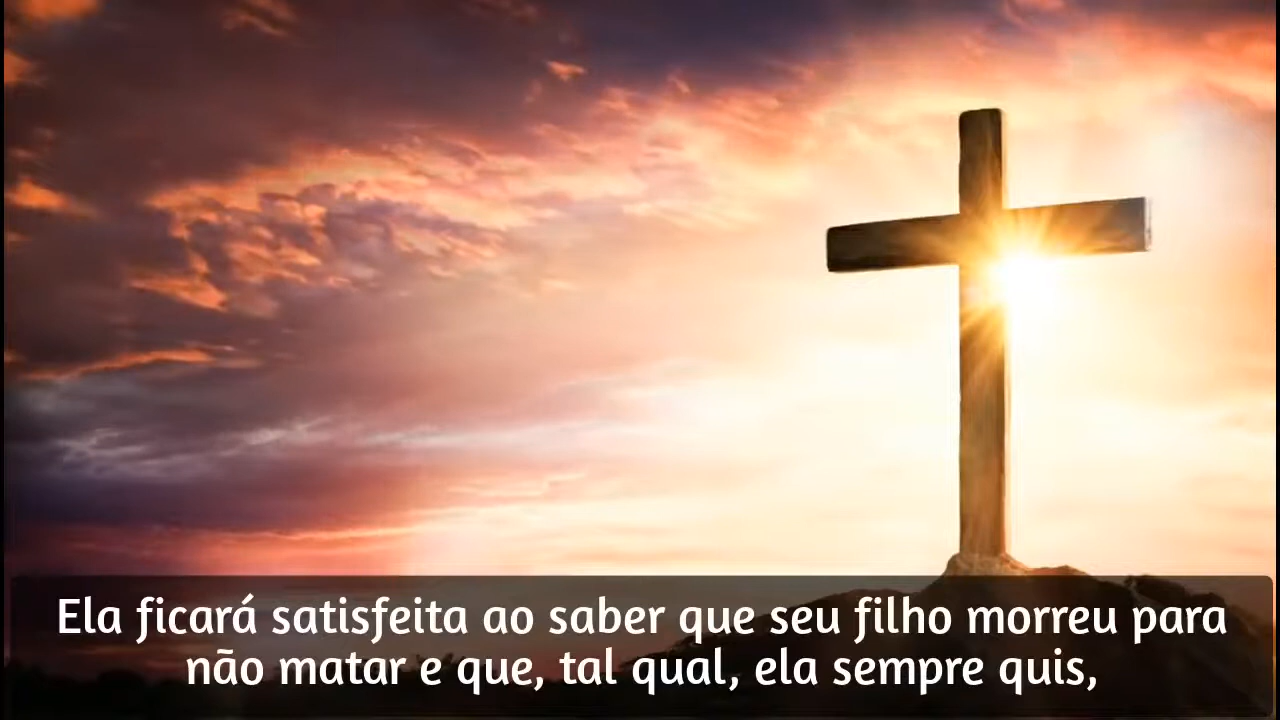 Ela ficará satisfeita ao saber que seu filho morreu para
não matar e que, tal qual, ela sempre quis,